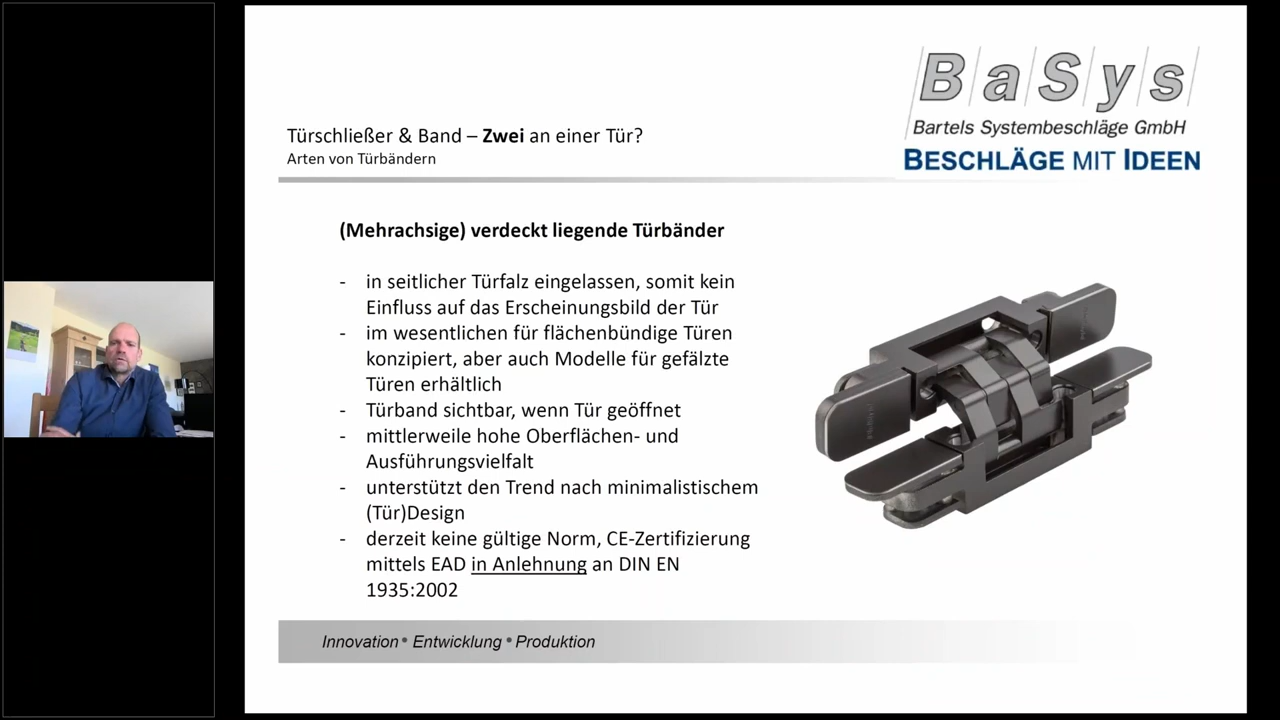 BaSys
Bartels Systembeschläge GmbH
BESCHLÄGE MIT IDEEN
Türschließer & Band – Zwei an einer Tür?
Arten von Türbändern
(Mehrachsige) verdeckt liegende Türbänder
- in seitlicher Türfalz eingelassen, somit kein
Einfluss auf das Erscheinungsbild der Tür
- im wesentlichen für flächenbündige Türen
konzipiert, aber auch Modelle für gefälzte
Türen erhältlich
- Türband sichtbar, wenn Tür geöffnet
- mittlerweile hohe Oberflächen- und
Ausführungsvielfalt
- unterstützt den Trend nach minimalistischem
(Tür)Design
- derzeit keine gültige Norm, CE-Zertifizierung
mittels EAD in Anlehnung an DIN EN
1935:2002
Innovation • Entwicklung • Produktion